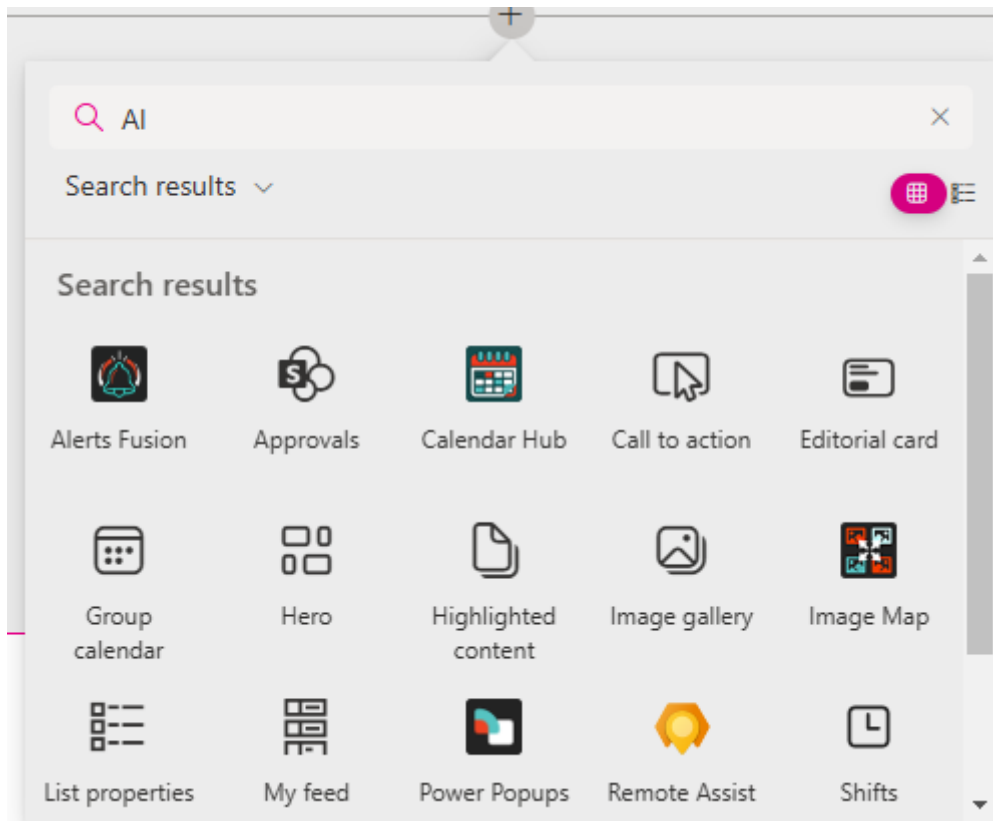 AI
Search results
Search results
Alerts Fusion
Approvals
Calendar Hub
Call to action
Editorial card
Group
calendar
Hero
Highlighted
content
Image gallery
Image Map
List properties
My feed
Power Popups
Remote Assist
Shifts